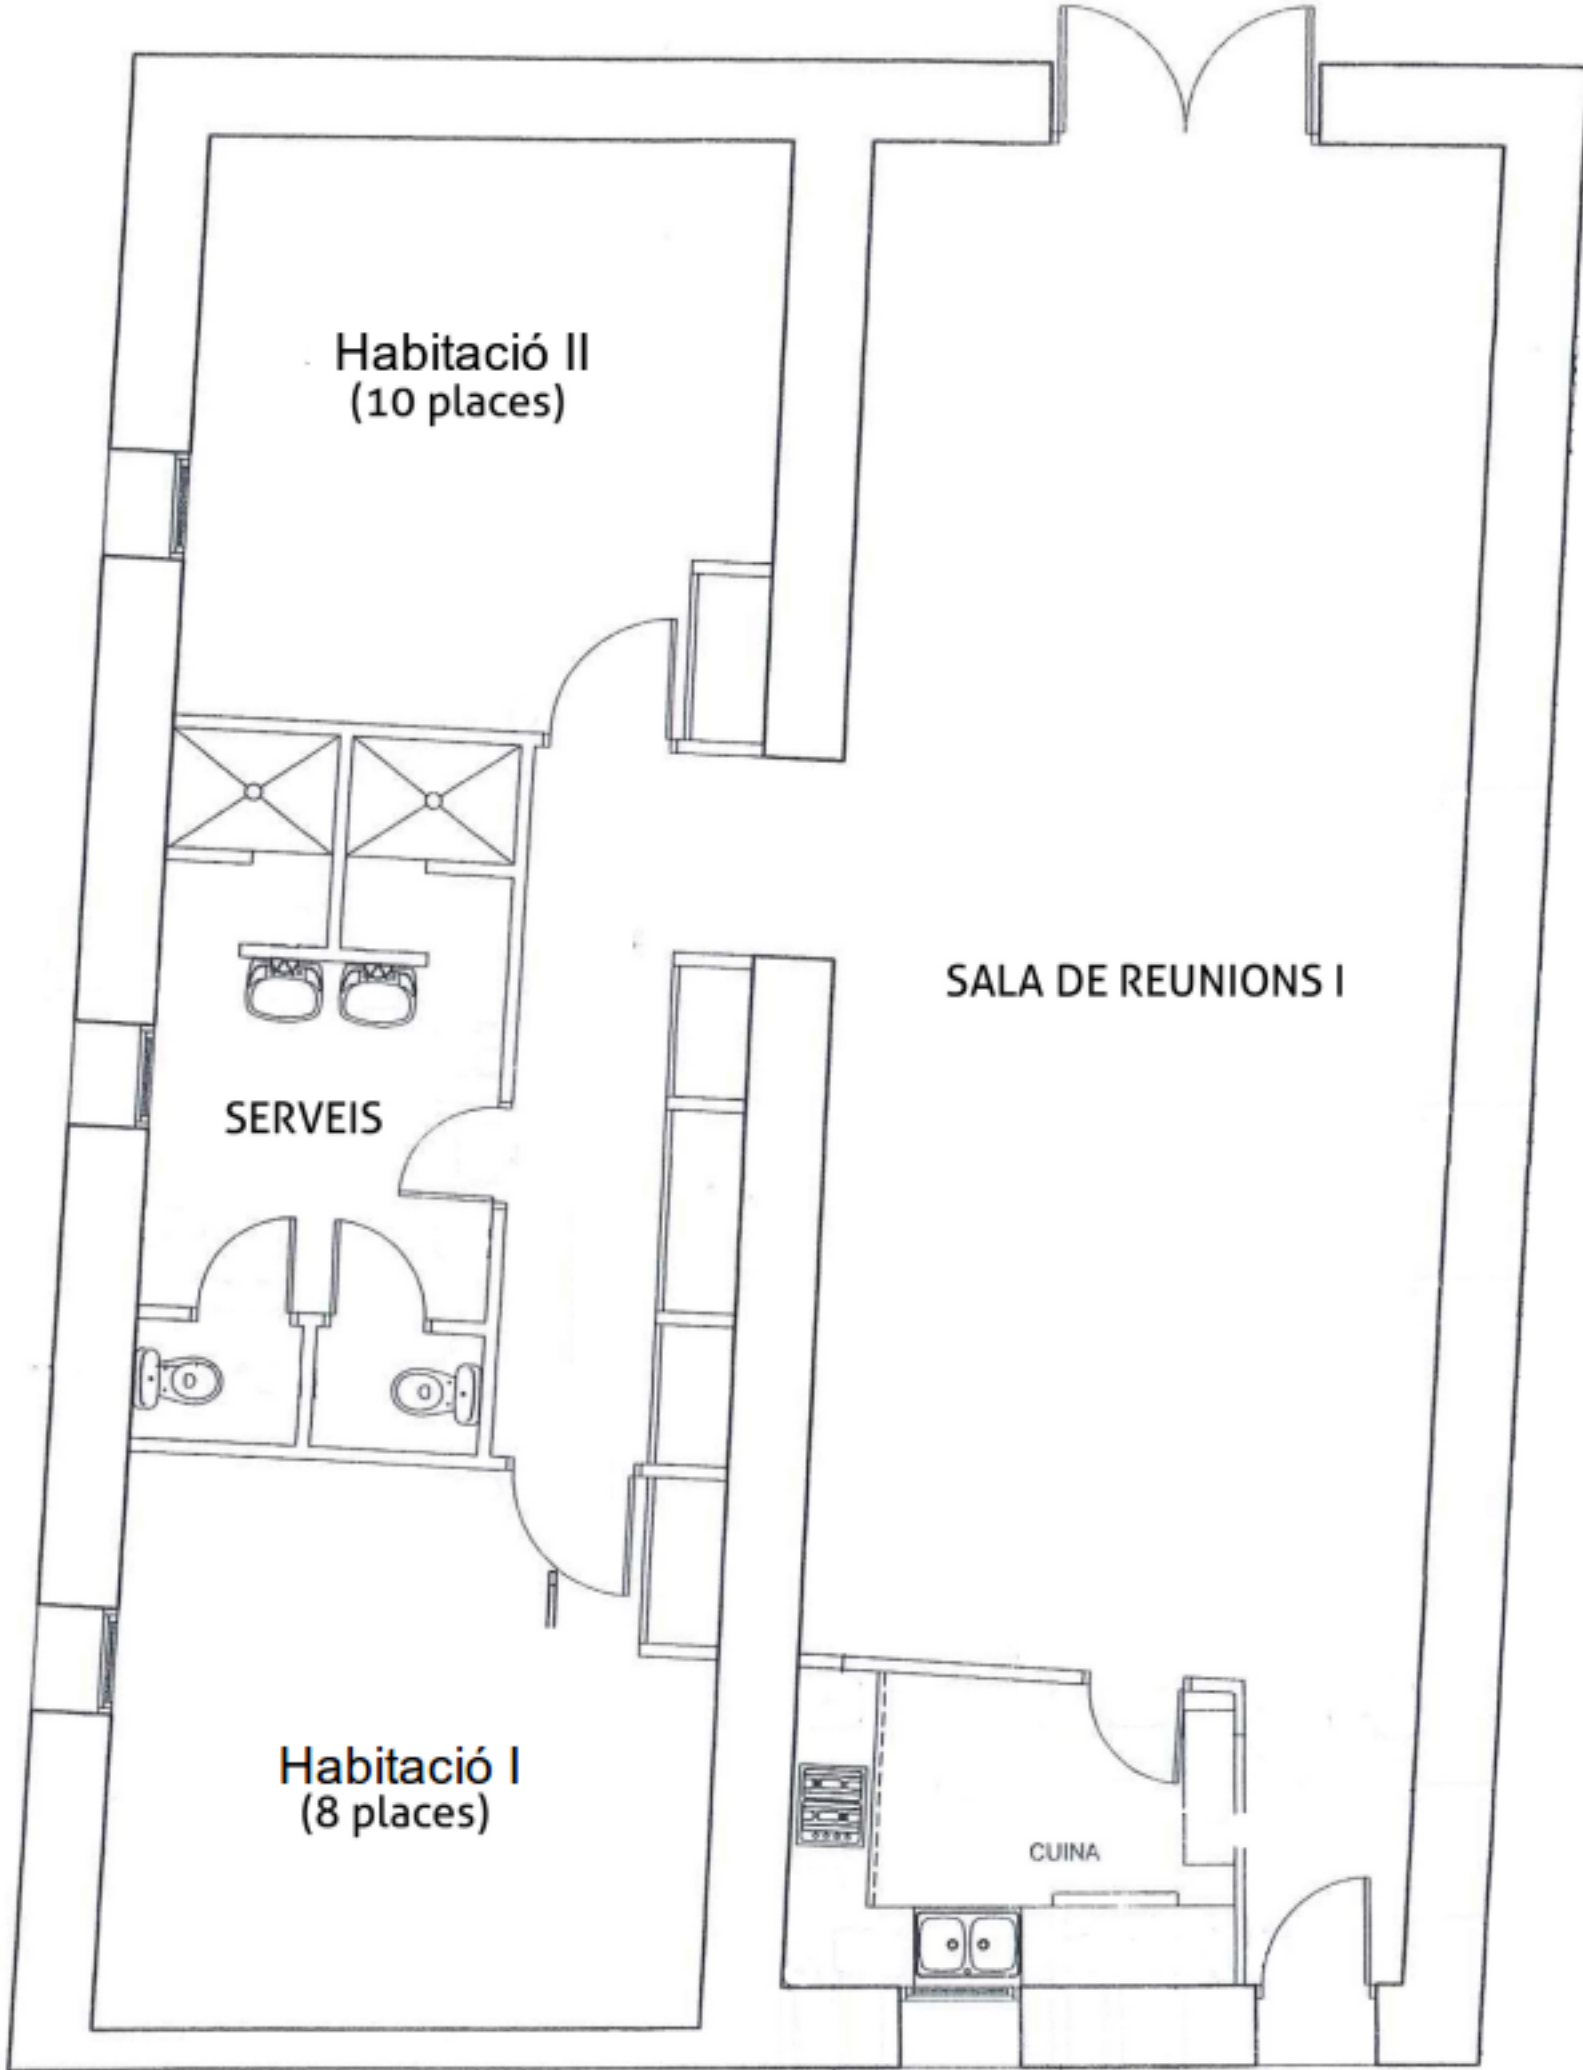 Habitació II
(10 places)
SALA DE REUNIONS I
SERVEIS
Habitació I
(8 places)
CUINA